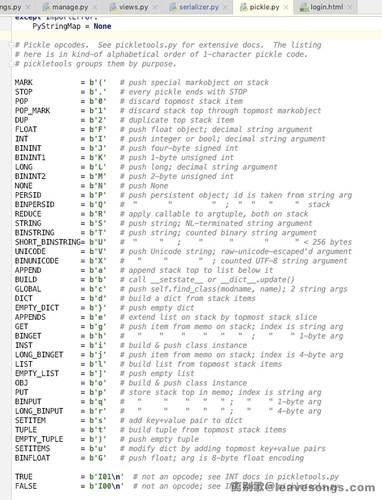 ngs.py manage.py views.py serializer.py pickle.py login.html
except ImportError:
PyStringMap = None
# Pickle opcodes. See pickletools.py for extensive docs. The listing
# here is in kind-of alphabetical order of 1-character pickle code.
# pickletools groups them by purpose.
MARK = b'(' # push special markobject on stack
STOP = b'.' # every pickle ends with STOP
POP = b'0' # discard topmost stack item
POP_MARK = b'1' # discard stack top through topmost markobject
DUP = b'2' # duplicate top stack item
FLOAT = b'F' # push float object; decimal string argument
INT = b'I' # push integer or bool; decimal string argument
BININT = b'J' # push four-byte signed int
BININT1 = b'K' # push 1-byte unsigned int
LONG = b'L' # push long; decimal string argument
BININT2 = b'M' # push 2-byte unsigned int
NONE = b'N' # push None
PERSID = b'P' # push persistent object; id is taken from string arg
BINPERSID = b'Q' # " " " ; " " " " stack
REDUCE = b'R' # apply callable to argtuple, both on stack
STRING = b'S' # push string; NL-terminated string argument
BINSTRING = b'T' # push string; counted binary string argument
SHORT_BINSTRING= b'U' # " " ; " " " " < 256 bytes
UNICODE = b'V' # push Unicode string; raw-unicode-escaped'd argument
BINUNICODE = b'X' # " " " ; counted UTF-8 string argument
APPEND = b'a' # append stack top to list below it
BUILD = b'b' # call __setstate__ or __dict__.update()
GLOBAL = b'c' # push self.find_class(modname, name); 2 string args
DICT = b'd' # build a dict from stack items
EMPTY_DICT = b'}' # push empty dict
APPENDS = b'e' # extend list on stack by topmost stack slice
GET = b'g' # push item from memo on stack; index is string arg
BINGET = b'h' # " " " " " " ; " " 1-byte arg
INST = b'i' # build & push class instance
LONG_BINGET = b'j' # push item from memo on stack; index is 4-byte arg
LIST = b'l' # build list from topmost stack items
EMPTY_LIST = b']' # push empty list
OBJ = b'o' # build & push class instance
PUT = b'p' # store stack top in memo; index is string arg
BINPUT = b'q' # " " " " " ; " " 1-byte arg
LONG_BINPUT = b'r' # " " " " " ; " " 4-byte arg
SETITEM = b's' # add key+value pair to dict
TUPLE = b't' # build tuple from topmost stack items
EMPTY_TUPLE = b')' # push empty tuple
SETITEMS = b'u' # modify dict by adding topmost key+value pairs
BINFLOAT = b'G' # push float; arg is 8-byte float encoding
TRUE = b'I01\n' # not an opcode; see INT docs in pickletools.py
FALSE = b'I00\n' # not an opcode; see INT docs in pickletools.py
离别歌@leavesong.com